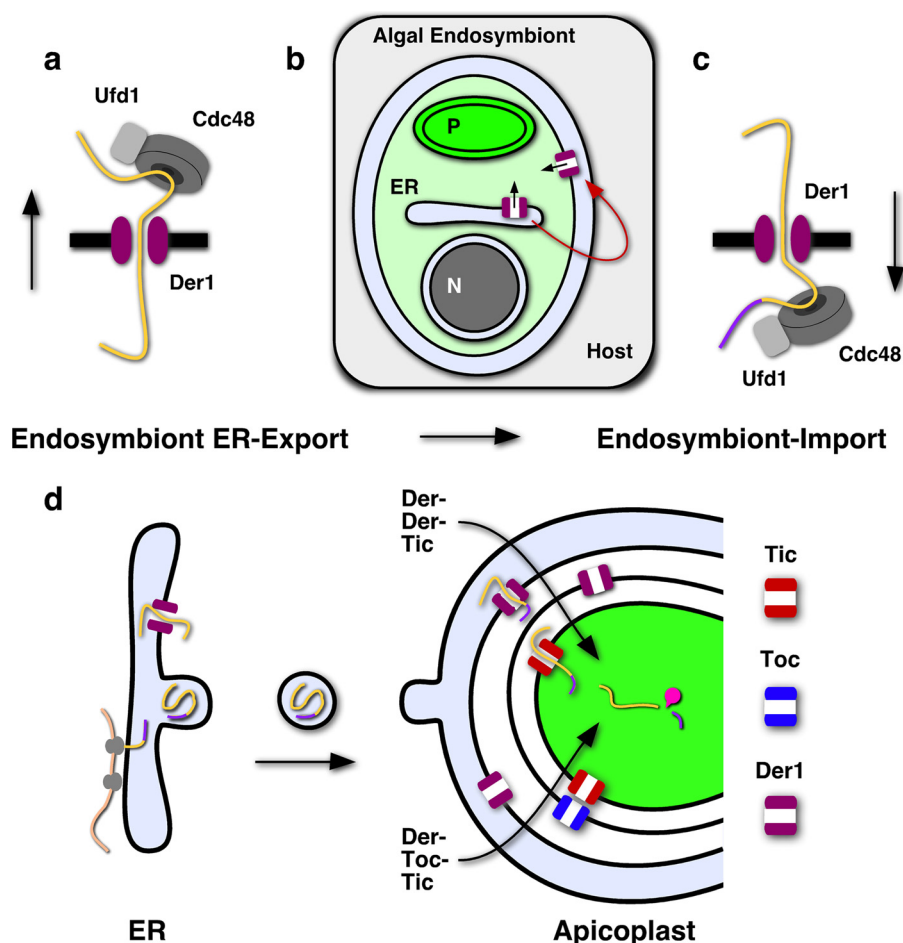 a
Ufd1
Cdc48
Der1
b
Algal Endosymbiont
P
ER
N
Host
c
Der1
Ufd1
Cdc48
Endosymbiont ER-Export
Endosymbiont-Import
d
Der-
Der-
Tic
Der-
Toc-
Tic
ER
Apicoplast
Tic
Toc
Der1